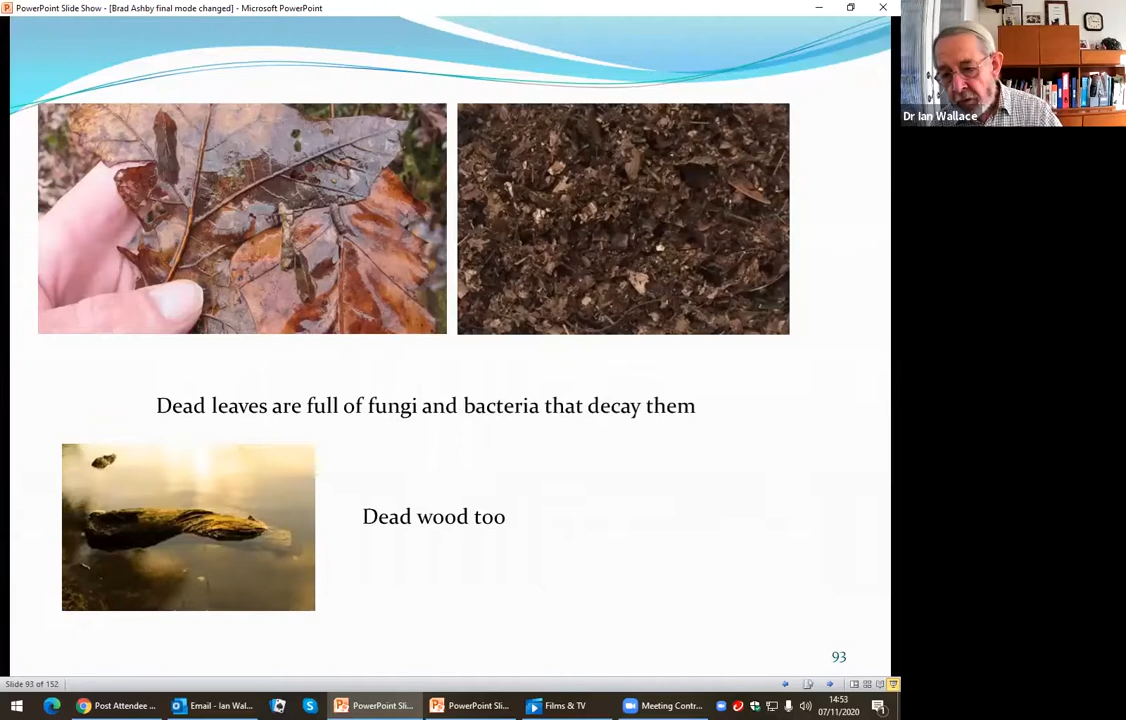 PowerPoint Slide Show - [Brad Ashby final mode changed] - Microsoft PowerPoint
Dr Ian Wallace
Dead leaves are full of fungi and bacteria that decay them
Dead wood too
93
Slide 93 of 152
Post Attendee ...
Email - Ian Wal...
PowerPoint Sli...
PowerPoint Sli...
Films & TV
Meeting Contr...
14:53
07/11/2020